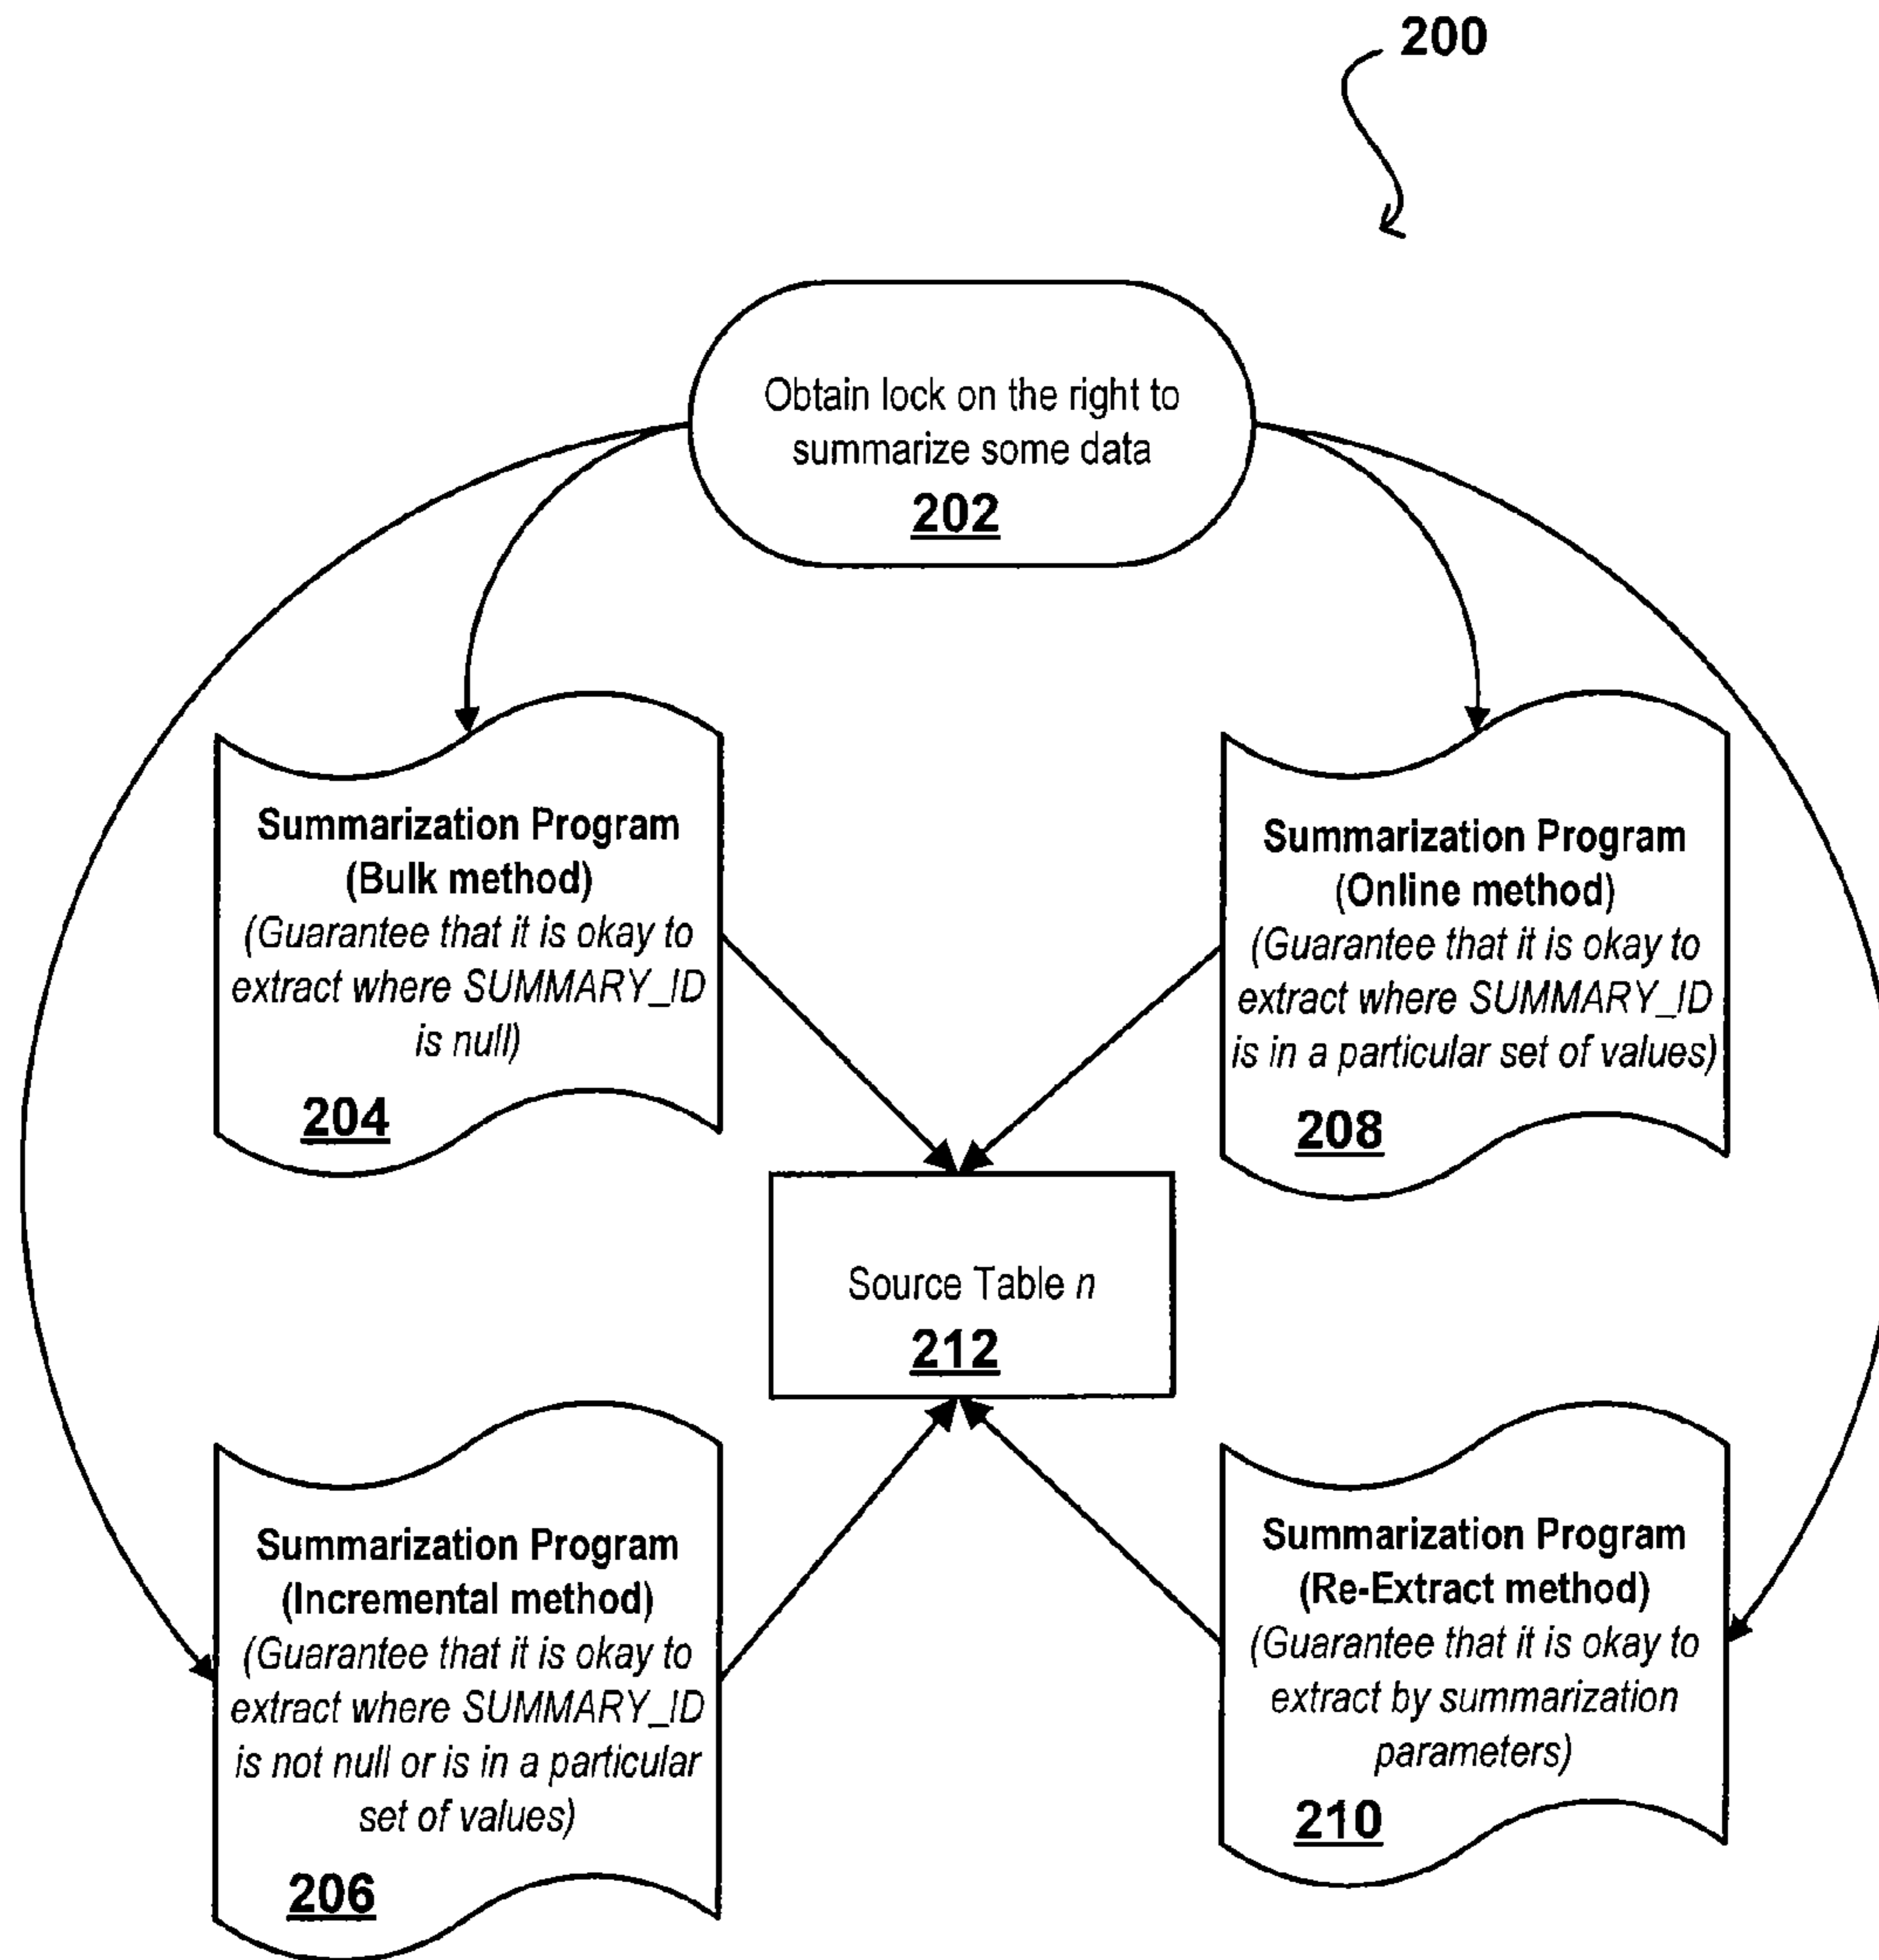 200
Obtain lock on the right to
summarize some data
202
Summarization Program
(Bulk method)
(Guarantee that it is okay to
extract where SUMMARY_ID
is null)
204
Summarization Program
(Online method)
(Guarantee that it is okay to
extract where SUMMARY_ID
is in a particular set of values)
208
Source Table n
212
Summarization Program
(Incremental method)
(Guarantee that it is okay to
extract where SUMMARY_ID
is not null or is in a particular
set of values)
206
Summarization Program
(Re-Extract method)
(Guarantee that it is okay to
extract by summarization
parameters)
210